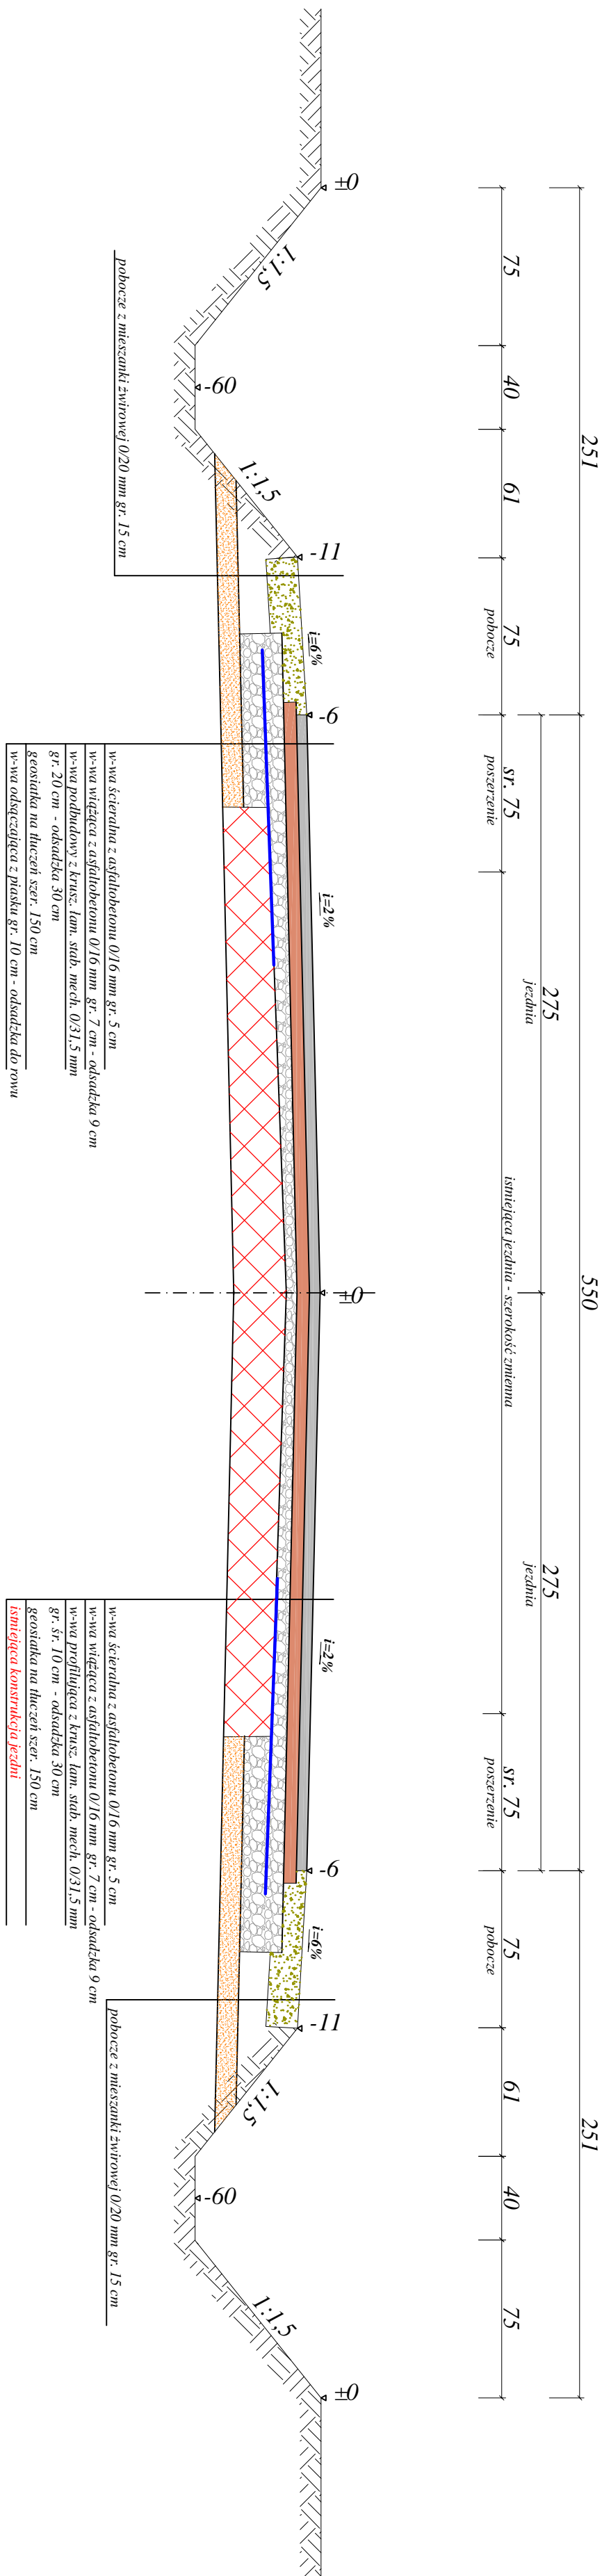 251
550
251
275
jezdnia
275
jezdnia
75
40
61
75
pobocze
sr. 75
poszerzenie
istniejąca jezdnia - szerokość zmienna
sr. 75
poszerzenie
75
pobocze
61
40
75
±0
1:1,5
-60
1:1,5
-11
i=6%
-6
i=2%
±0
i=2%
-6
i=6%
-11
1:1,5
-60
1:1,5
±0
pobocze z mieszanki żwirowej 0/20 mm gr. 15 cm
w-wa ścieralna z asfaltobetonu 0/16 mm gr. 5 cm
w-wa wiążąca z asfaltobetonu 0/16 mm gr. 7 cm - odsadzka 9 cm
w-wa podbudowy z krusz. łam. stab. mech. 0/31,5 mm
gr. 20 cm - odsadzka 30 cm
geosiatka na tłuczeń szer. 150 cm
w-wa odsączająca z piasku gr. 10 cm - odsadzka do rowu
w-wa ścieralna z asfaltobetonu 0/16 mm gr. 5 cm
w-wa wiążąca z asfaltobetonu 0/16 mm gr. 7 cm - odsadzka 9 cm
w-wa profilująca z krusz. łam. stab. mech. 0/31,5 mm
gr. śr. 10 cm - odsadzka 30 cm
geosiatka na tłuczeń szer. 150 cm
istniejąca konstrukcja jezdni
pobocze z mieszanki żwirowej 0/20 mm gr. 15 cm